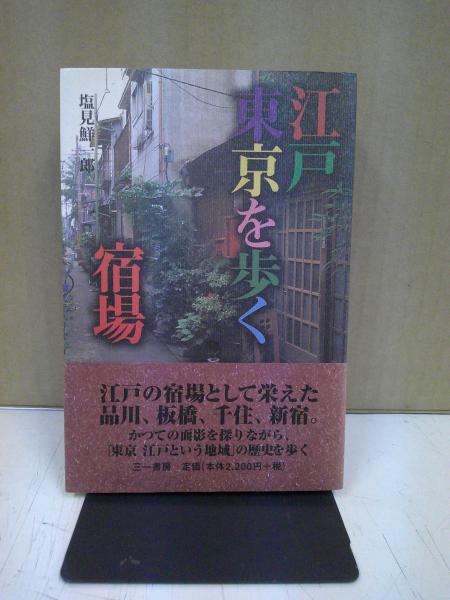 江戸
東京を歩く
宿場
塩見鮮一郎
江戸の宿場として栄えた
品川、板橋、千住、新宿。
かつての面影を探りながら、
「東京 江戸という地域」の歴史を歩く
三一書房 定価(本体2,200円+税)